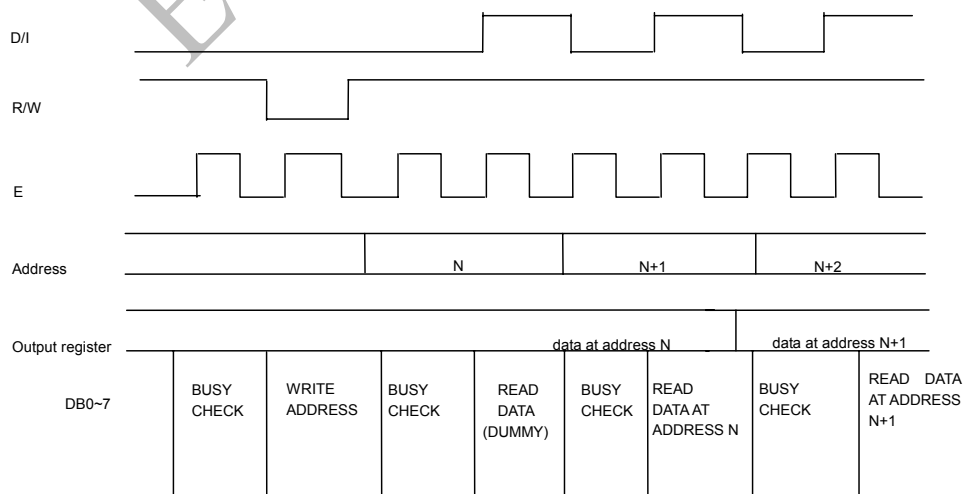 D/I
R/W
E
Address
N
N+1
N+2
Output register
data at address N
data at address N+1
DB0~7
BUSY
CHECK
WRITE
ADDRESS
BUSY
CHECK
READ
DATA
(DUMMY)
BUSY
CHECK
READ
DATA AT
ADDRESS N
BUSY
CHECK
READ DATA
AT ADDRESS
N+1